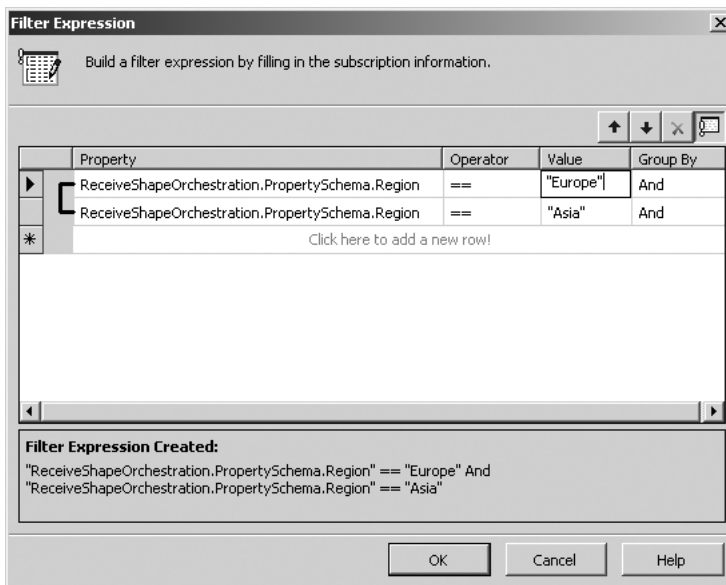 Filter Expression
Build a filter expression by filling in the subscription information.
Property Operator Value Group By
ReceiveShapeOrchestration.PropertySchema.Region == "Europe" And
ReceiveShapeOrchestration.PropertySchema.Region == "Asia" And
Click here to add a new row!
Filter Expression Created:
"ReceiveShapeOrchestration.PropertySchema.Region" == "Europe" And
"ReceiveShapeOrchestration.PropertySchema.Region" == "Asia"
OK Cancel Help